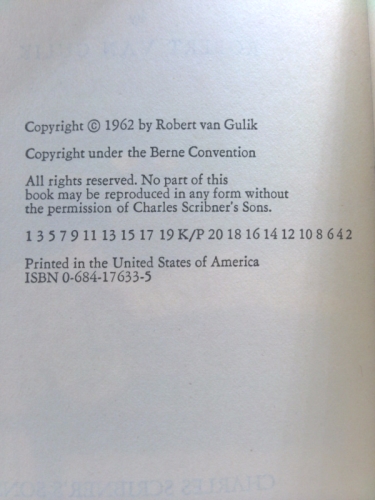 Copyright © 1962 by Robert van Gulik
Copyright under the Berne Convention
All rights reserved. No part of this
book may be reproduced in any form without
the permission of Charles Scribner's Sons.
1 3 5 7 9 11 13 15 17 19 K/P 20 18 16 14 12 10 8 6 4 2
Printed in the United States of America
ISBN 0-684-17633-5